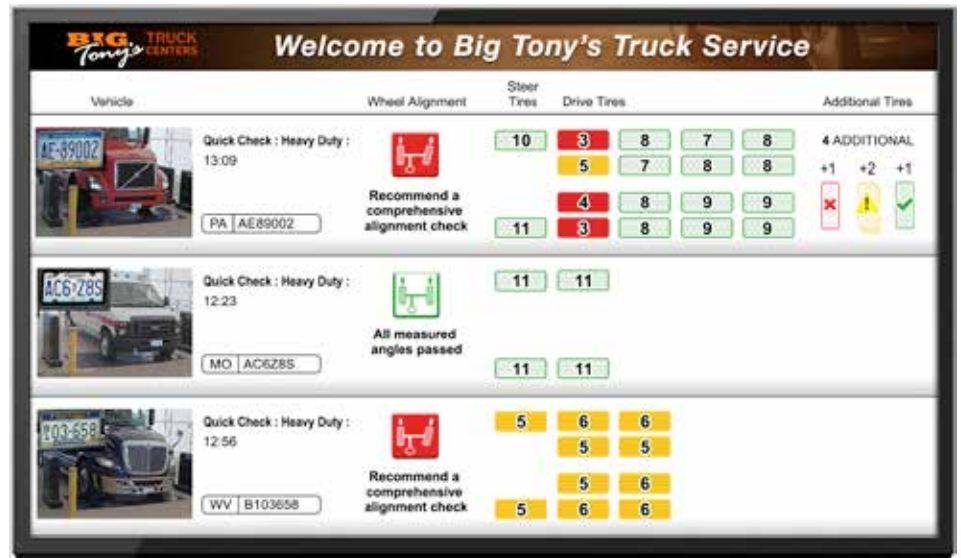 BIG Tony's TRUCK CENTERS
Welcome to Big Tony's Truck Service
Vehicle
Wheel Alignment
Steer Tires
Drive Tires
Additional Tires
AE-89002
Quick Check : Heavy Duty :
13:09
PA AE89002
Recommend a
comprehensive
alignment check
10 3 8 7 8
5 7 8 8
4 8 9 9
11 3 8 9 9
4 ADDITIONAL
+1 +2 +1
AC6 Z8S
Quick Check : Heavy Duty :
12:23
MO AC6Z8S
All measured
angles passed
11 11
11 11
103-658
Quick Check : Heavy Duty :
12:56
WV B103658
Recommend a
comprehensive
alignment check
5 6 6
5 5
5 6
5 6 6